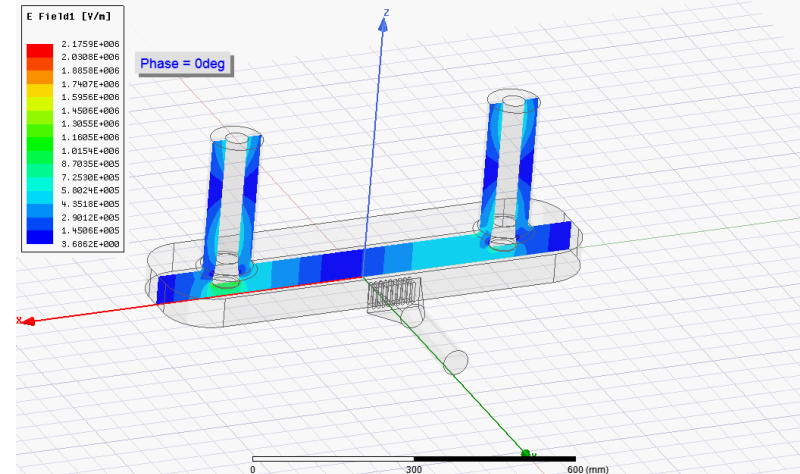 E Field1 [V/m]
2.1759E+006
2.0308E+006
1.8858E+006
1.7407E+006
1.5956E+006
1.4506E+006
1.3055E+006
1.1605E+006
1.0154E+006
8.7035E+005
7.2530E+005
5.8024E+005
4.3518E+005
2.9012E+005
1.4506E+005
3.6862E+000
Phase = 0deg
Z
X
Y
0 300 600 (mm)